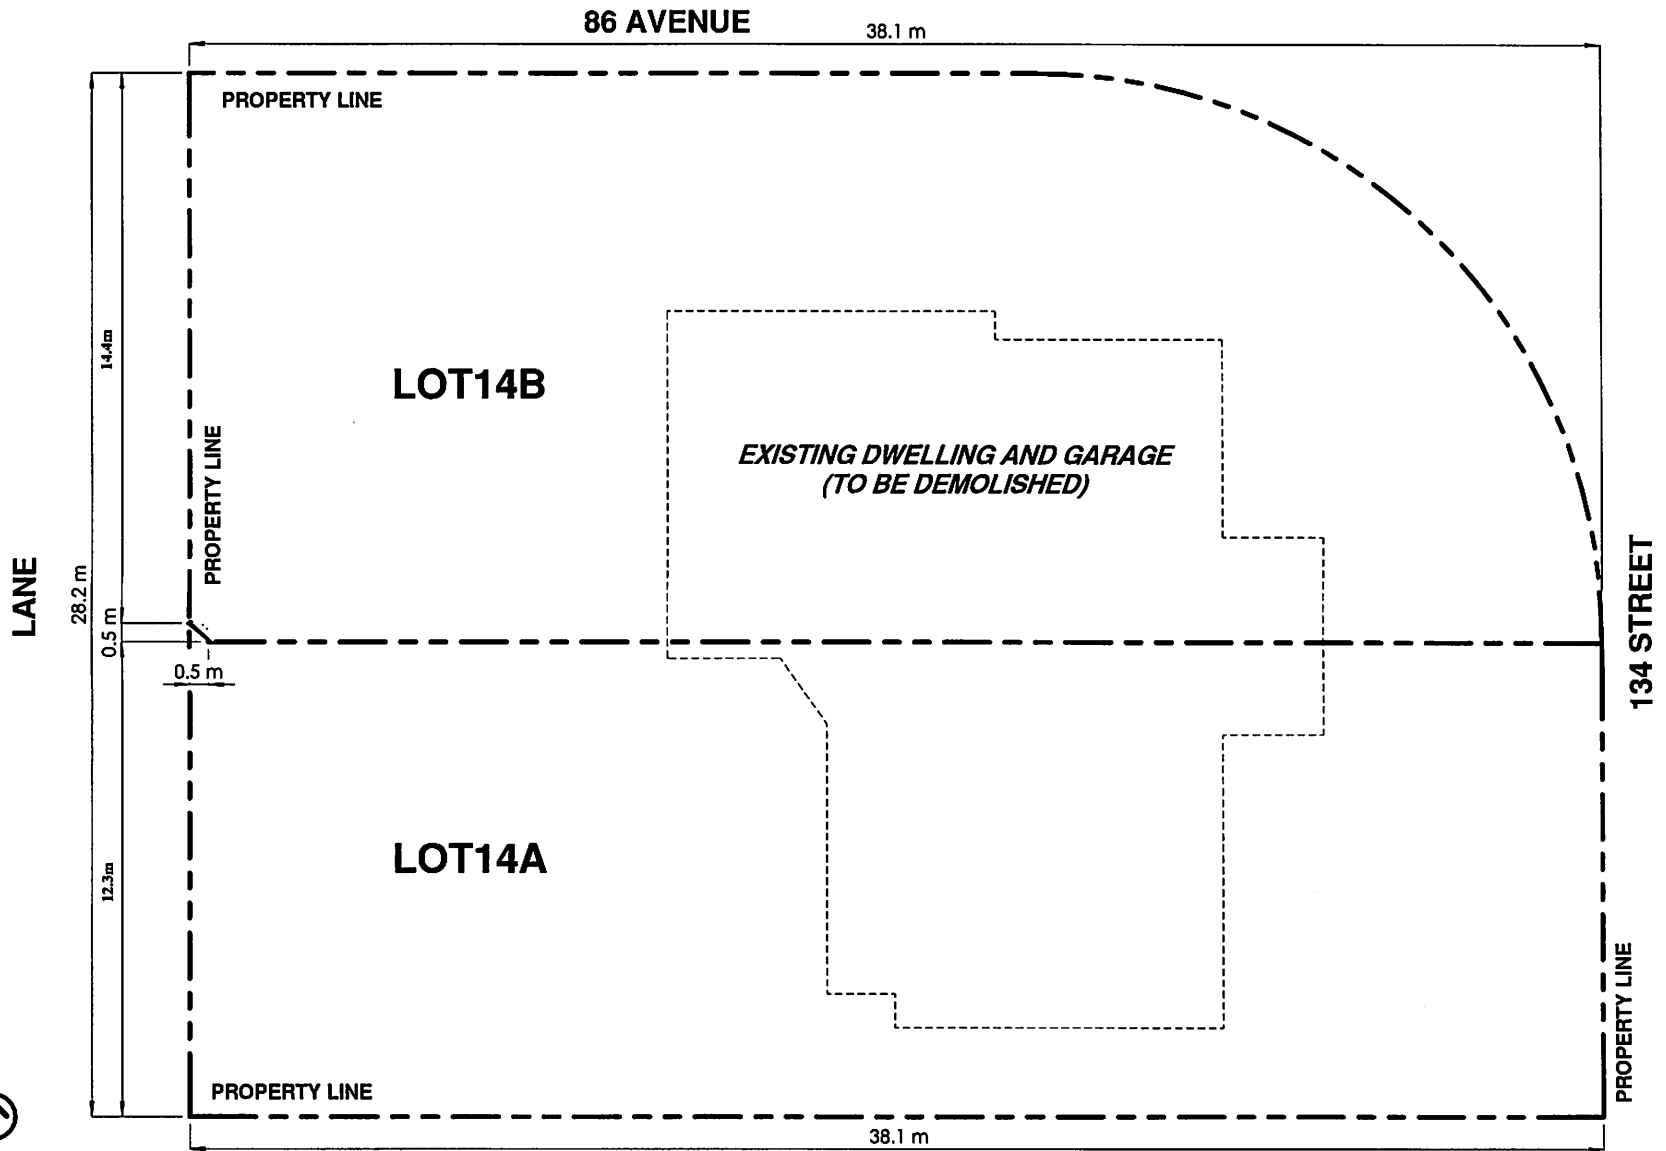 86 AVENUE
38.1 m
PROPERTY LINE
14.4m
LOT14B
PROPERTY LINE
EXISTING DWELLING AND GARAGE
(TO BE DEMOLISHED)
LANE
28.2 m
0.5 m
0.5 m
134 STREET
12.3m
LOT14A
PROPERTY LINE
PROPERTY LINE
38.1 m